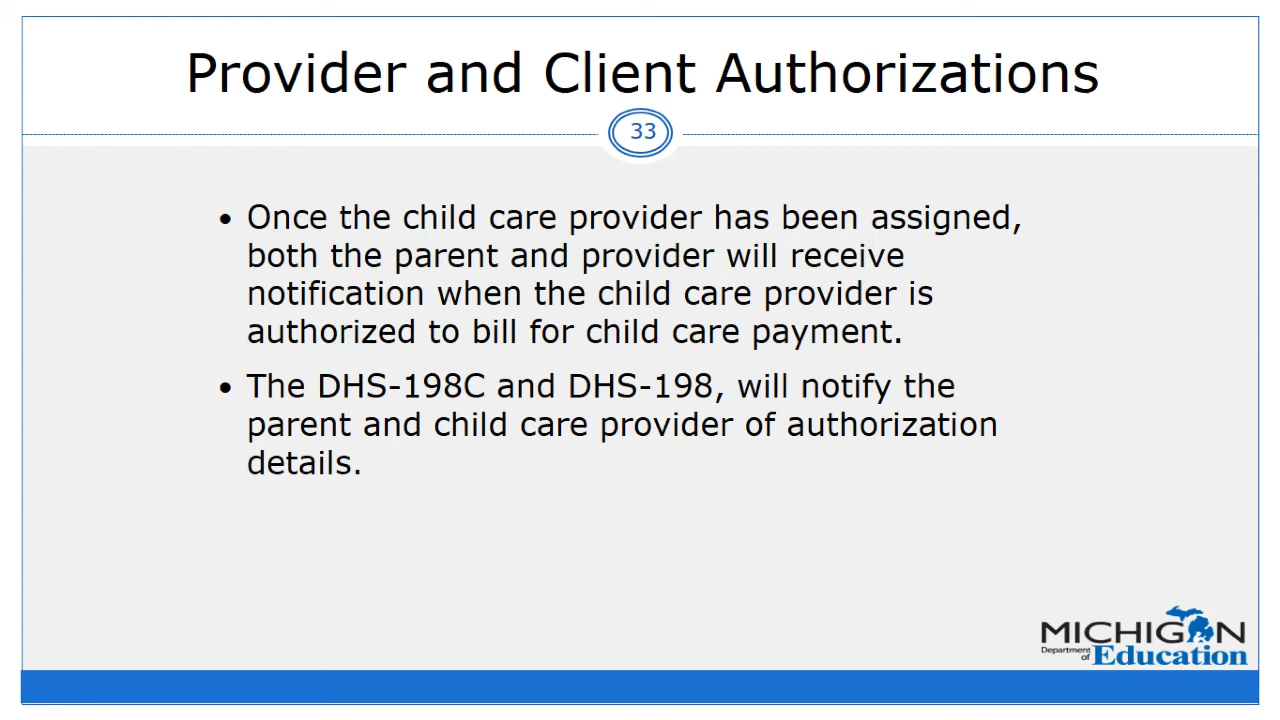 Provider and Client Authorizations
33
• Once the child care provider has been assigned,
both the parent and provider will receive
notification when the child care provider is
authorized to bill for child care payment.
• The DHS-198C and DHS-198, will notify the
parent and child care provider of authorization
details.
MICHIGAN
Department
of Education